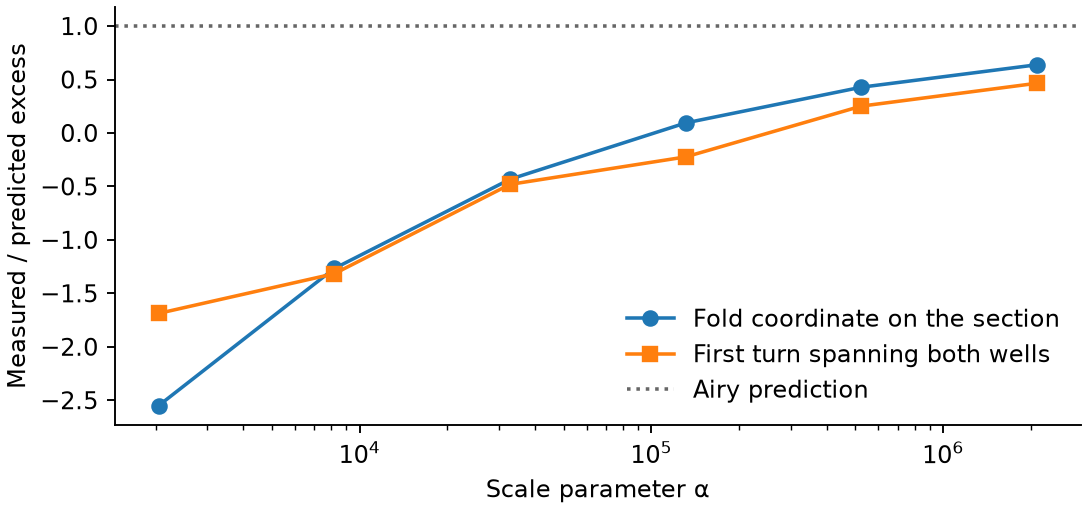 Measured / predicted excess
1.0
0.5
0.0
−0.5
−1.0
−1.5
−2.0
−2.5
Fold coordinate on the section
First turn spanning both wells
Airy prediction
10⁴
10⁵
10⁶
Scale parameter α